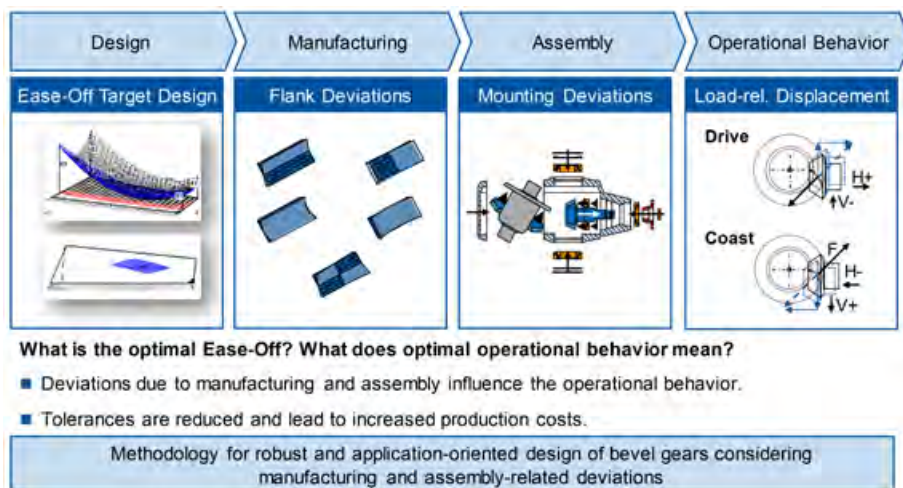 Design
Manufacturing
Assembly
Operational Behavior
Ease-Off Target Design
Flank Deviations
Mounting Deviations
Load-rel. Displacement
Drive
H+
V-
Coast
F
H-
V+
What is the optimal Ease-Off? What does optimal operational behavior mean?
Deviations due to manufacturing and assembly influence the operational behavior.
Tolerances are reduced and lead to increased production costs.
Methodology for robust and application-oriented design of bevel gears considering
manufacturing and assembly-related deviations